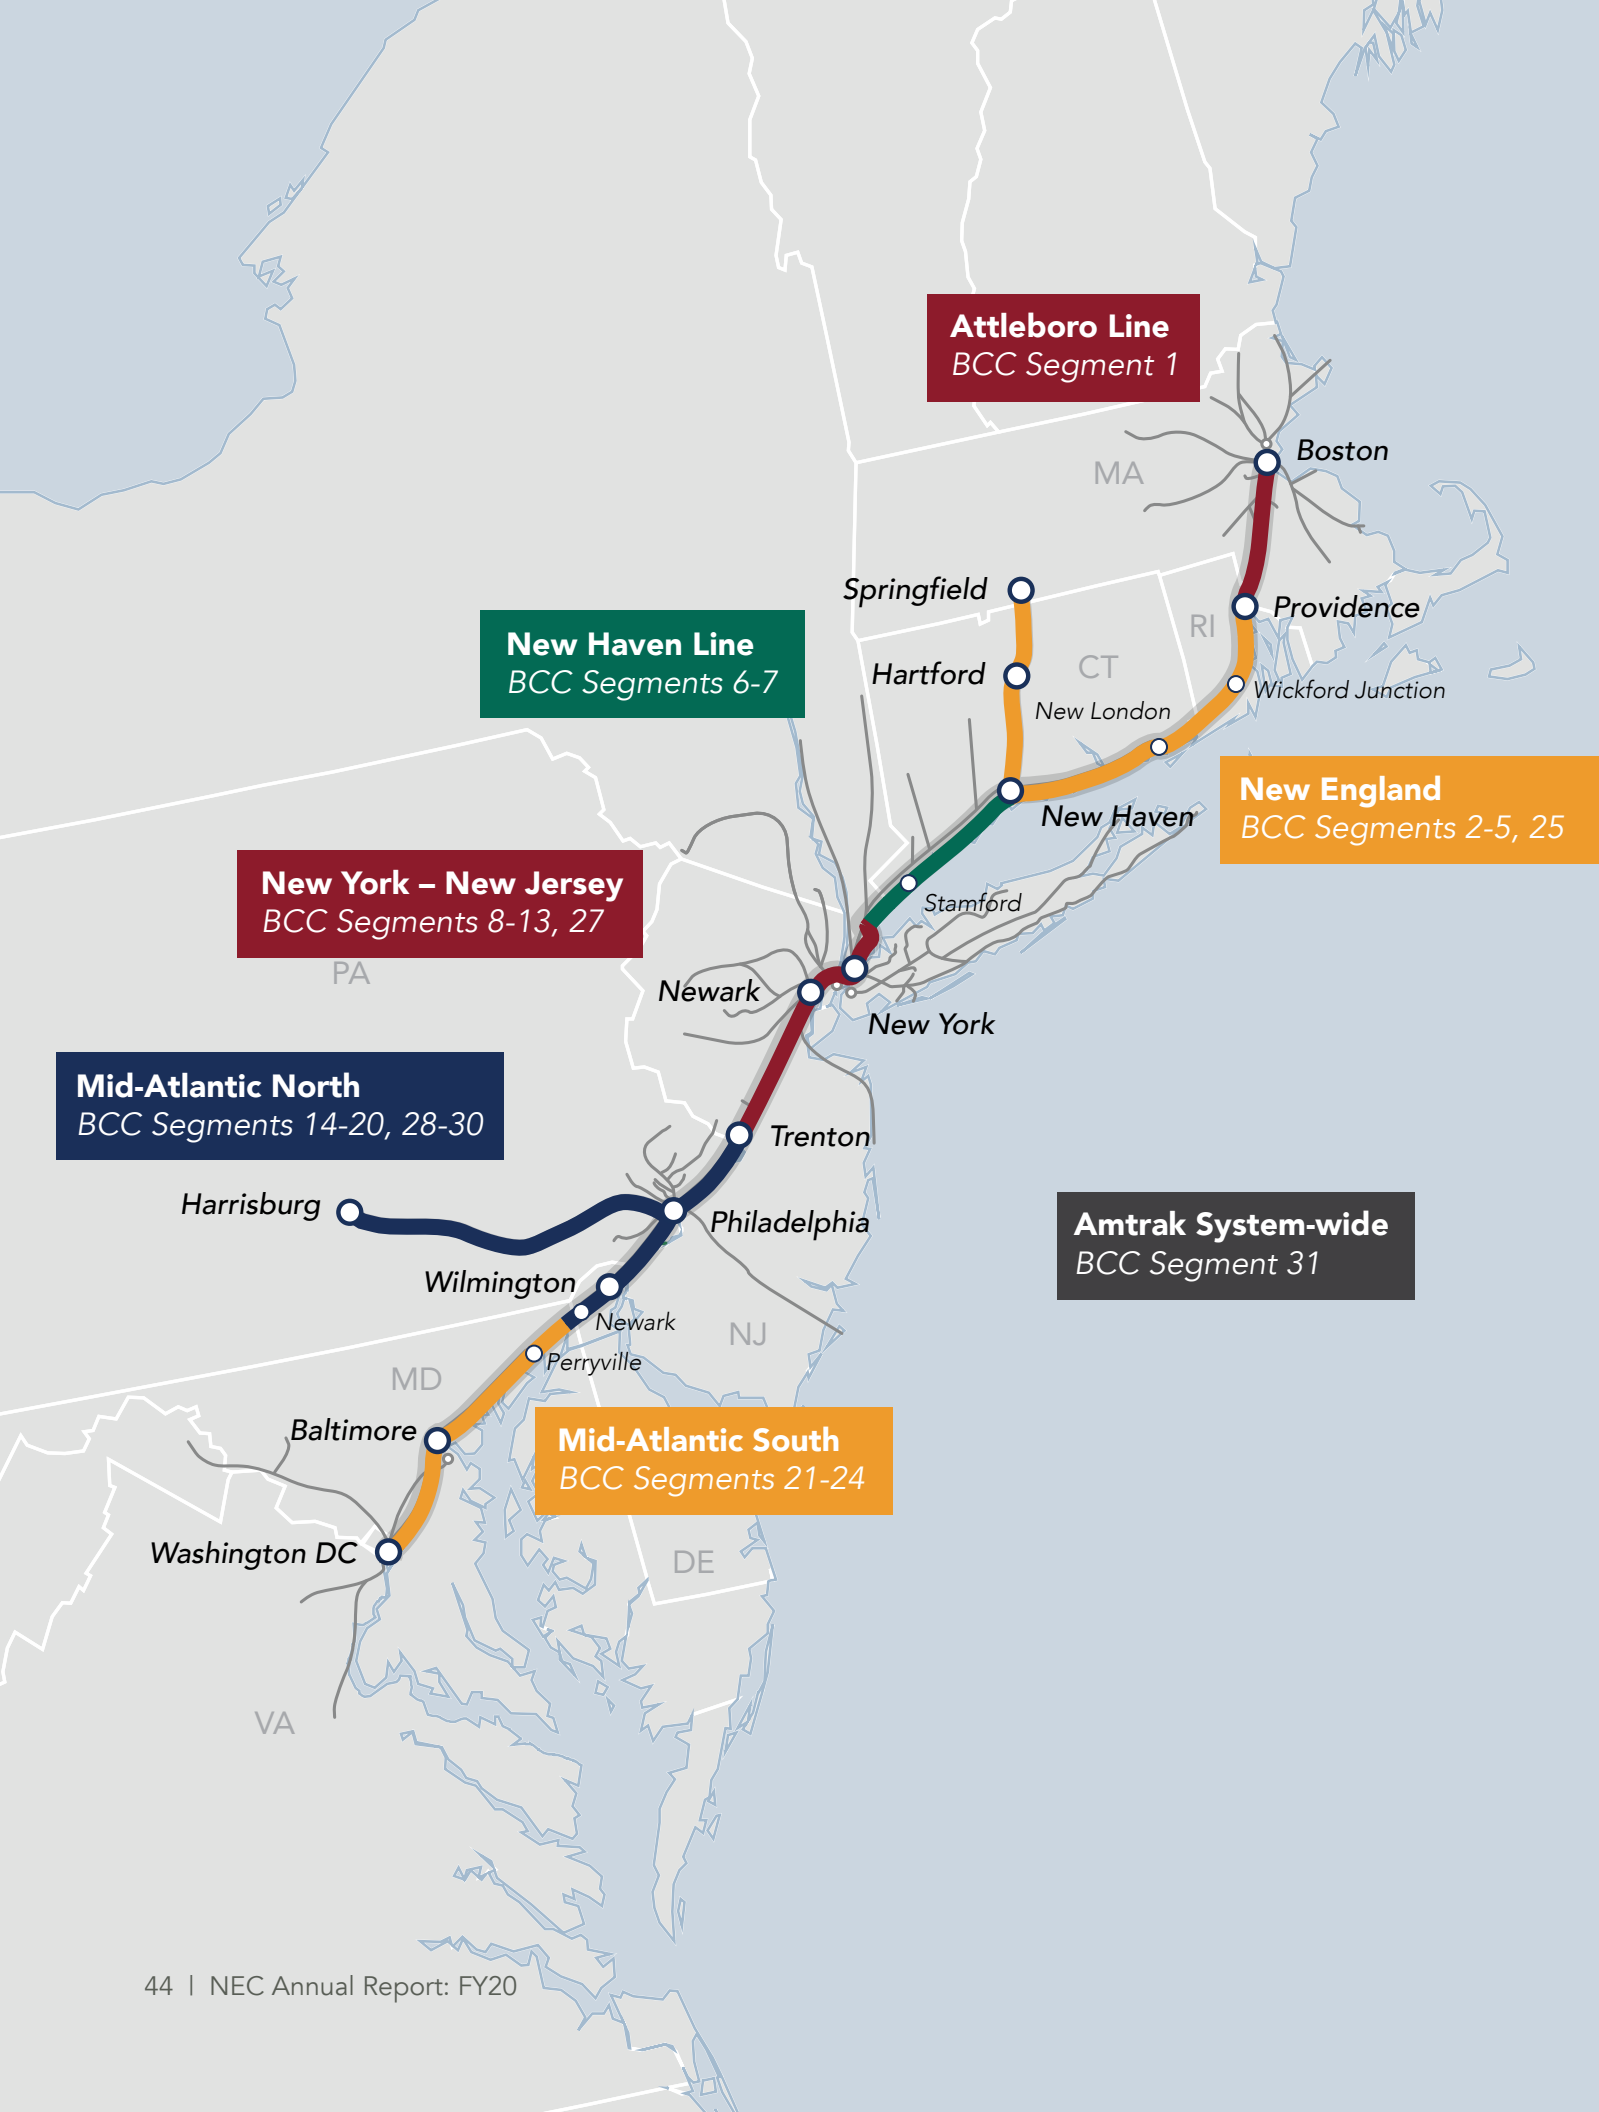 Attleboro Line
BCC Segment 1
Boston
MA
Springfield
Providence
RI
New Haven Line
BCC Segments 6-7
Hartford
CT
Wickford Junction
New London
New England
BCC Segments 2-5, 25
New Haven
New York – New Jersey
BCC Segments 8-13, 27
Stamford
PA
Newark
New York
Mid-Atlantic North
BCC Segments 14-20, 28-30
Trenton
Harrisburg
Philadelphia
Amtrak System-wide
BCC Segment 31
Wilmington
Newark
NJ
Perryville
MD
Baltimore
Mid-Atlantic South
BCC Segments 21-24
Washington DC
DE
VA
44 | NEC Annual Report: FY20